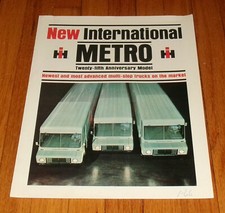 New International
METRO
Twenty-fifth Anniversary Model
Newest and most advanced multi-stop trucks on the market